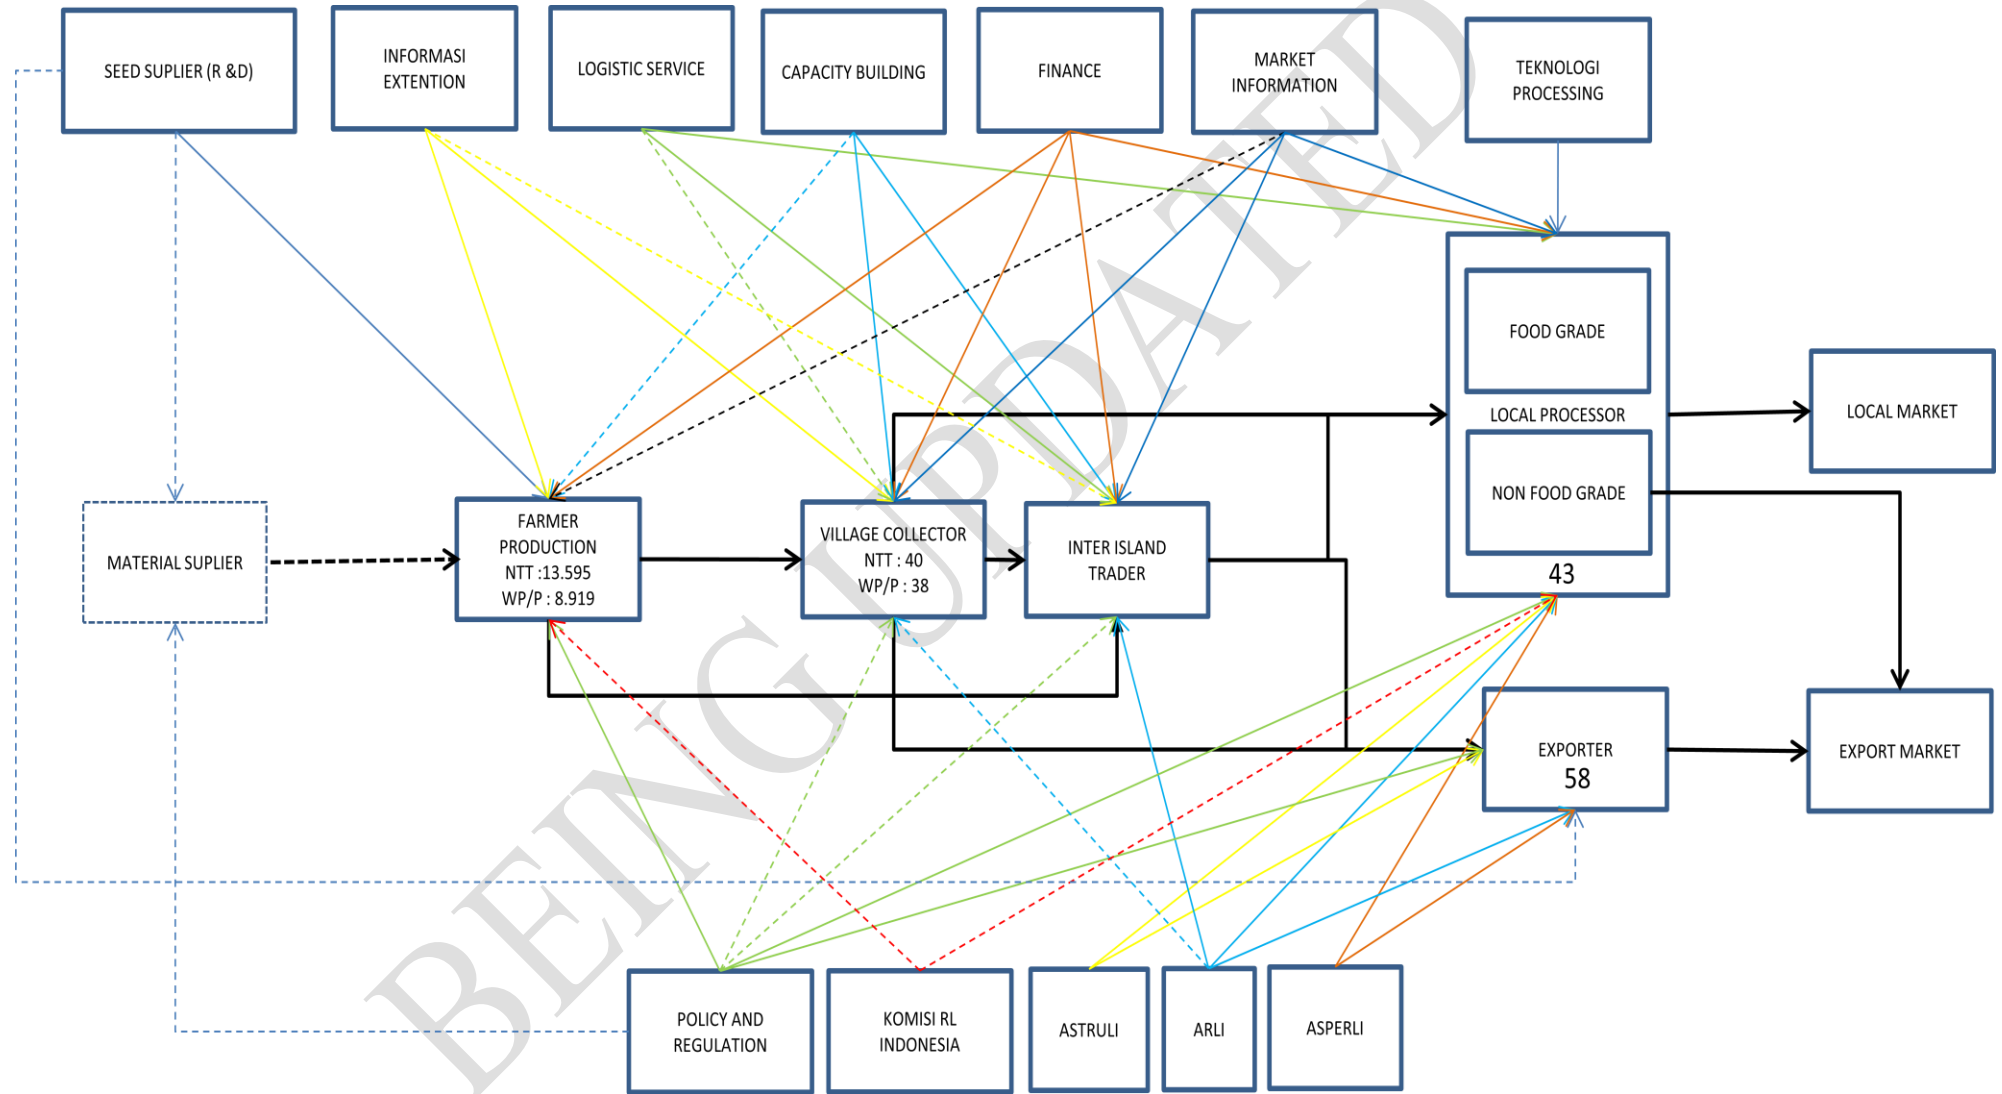 SEED SUPLIER (R &D)
INFORMASI
EXTENTION
LOGISTIC SERVICE
CAPACITY BUILDING
FINANCE
MARKET
INFORMATION
TEKNOLOGI
PROCESSING
FOOD GRADE
LOCAL PROCESSOR
NON FOOD GRADE
43
LOCAL MARKET
MATERIAL SUPLIER
FARMER
PRODUCTION
NTT :13.595
WP/P : 8.919
VILLAGE COLLECTOR
NTT : 40
WP/P : 38
INTER ISLAND
TRADER
EXPORTER
58
EXPORT MARKET
POLICY AND
REGULATION
KOMISI RL
INDONESIA
ASTRULI
ARLI
ASPERLI
BEING UPDATED